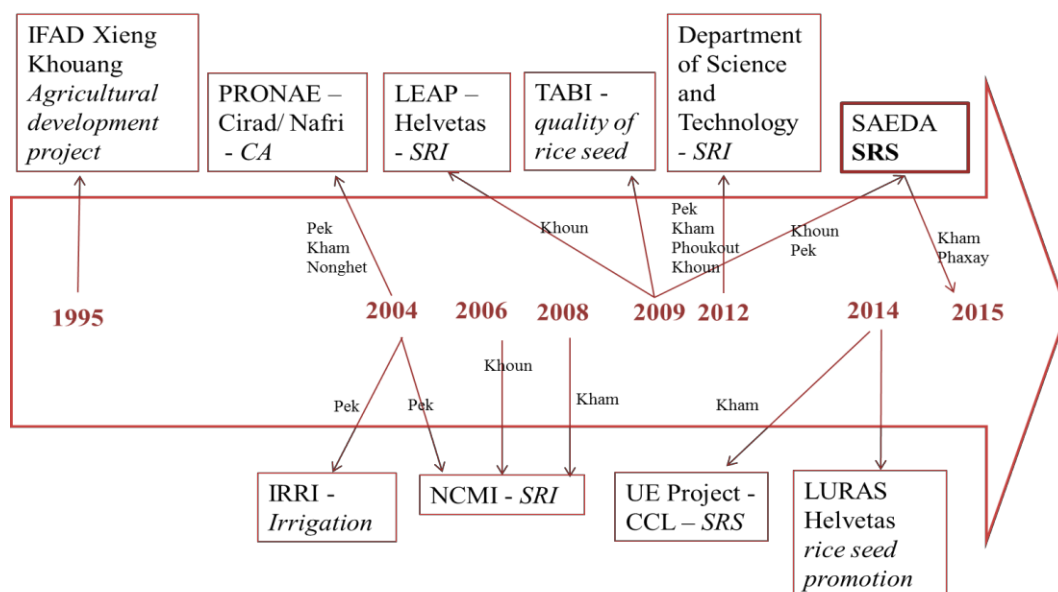 IFAD Xieng
Khouang
Agricultural
development
project
PRONAE –
Cirad/ Nafri
- CA
LEAP –
Helvetas
- SRI
TABI -
quality of
rice seed
Department
of Science
and
Technology
- SRI
SAEDA
SRS
Pek
Kham
Nonghet
Khoun
Pek
Kham
Phoukout
Khoun
Khoun
Pek
Kham
Phaxay
1995
2004
2006
2008
2009
2012
2014
2015
Pek
Pek
Khoun
Kham
Kham
IRRI -
Irrigation
NCMI - SRI
UE Project -
CCL – SRS
LURAS
Helvetas
rice seed
promotion